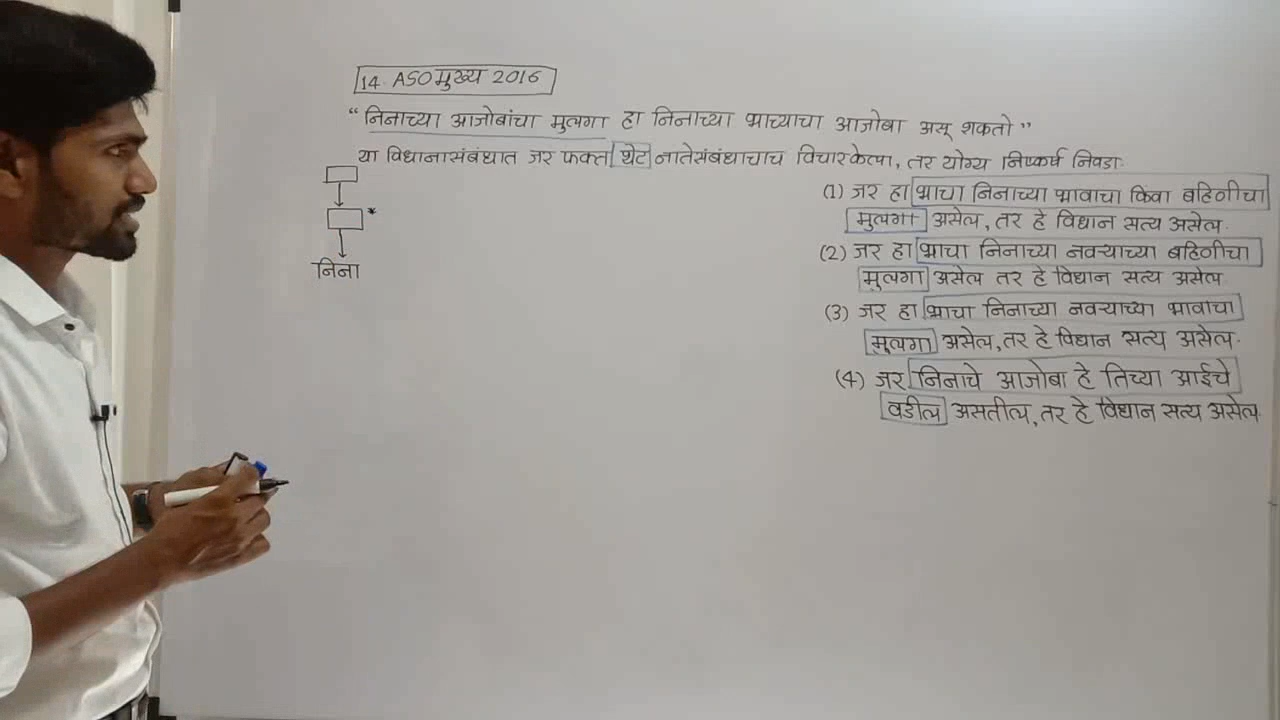 14. ASO मुख्य 2016
“ निनाच्या आजोबांचा मुलगा हा निनाच्या भाच्याचा आजोबा असू शकतो ”
या विधानासंबंधात जर फक्त थेट नातेसंबंधाचाच विचारकेला, तर योग्य निष्कर्ष निवडा.
(1) जर हा भाचा निनाच्या भावाचा किंवा बहिणीचा
मुलगा असेल, तर हे विधान सत्य असेल.
(2) जर हा भाचा निनाच्या नवऱ्याच्या बहिणीचा
मुलगा असेल तर हे विधान सत्य असेल
(3) जर हा भाचा निनाच्या नवऱ्याच्या भावाचा
मुलगा असेल, तर हे विधान सत्य असेल.
(4) जर निनाचे आजोबा हे तिच्या आईचे
वडील असतील, तर हे विधान सत्य असेल.
*
निना